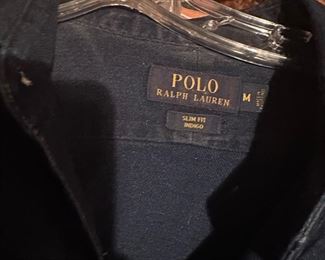 POLO
RALPH LAUREN
M
SLIM FIT
INDIGO